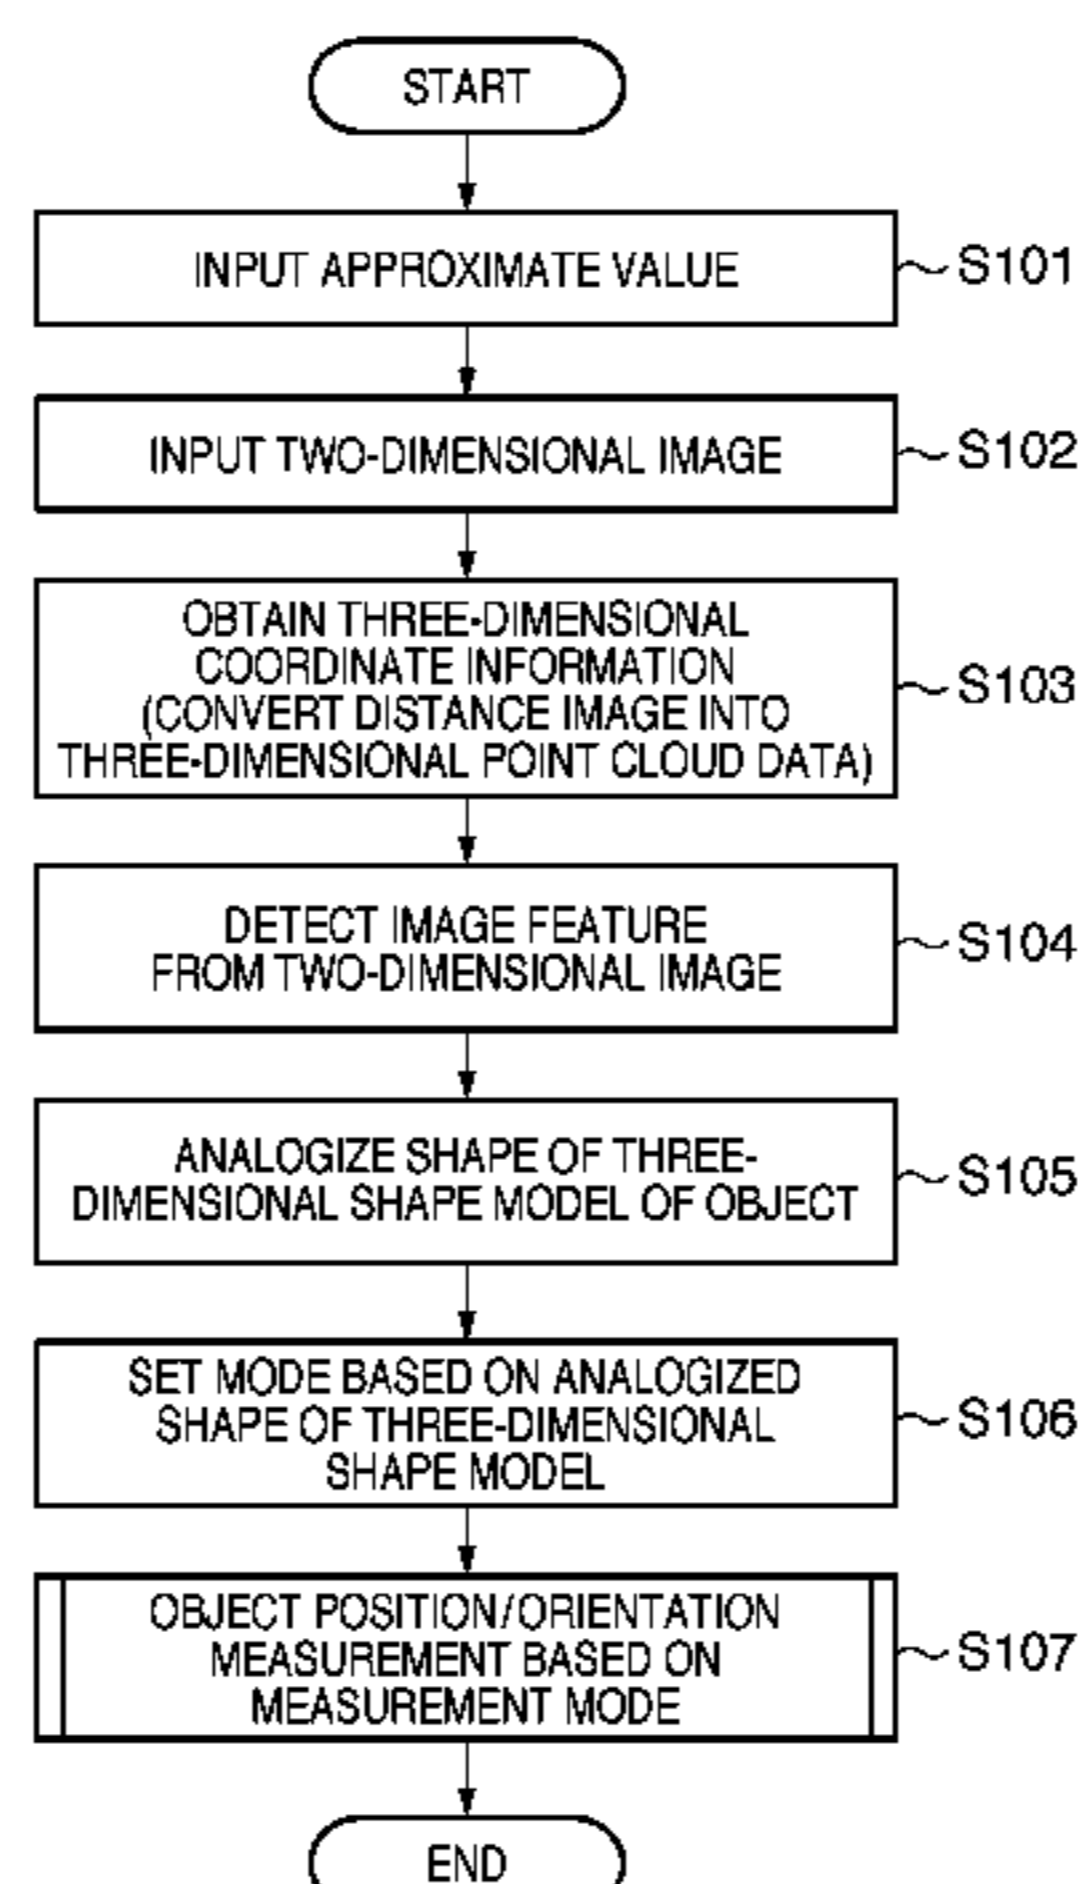 START
INPUT APPROXIMATE VALUE
S101
INPUT TWO-DIMENSIONAL IMAGE
S102
OBTAIN THREE-DIMENSIONAL
COORDINATE INFORMATION
(CONVERT DISTANCE IMAGE INTO
THREE-DIMENSIONAL POINT CLOUD DATA)
S103
DETECT IMAGE FEATURE
FROM TWO-DIMENSIONAL IMAGE
S104
ANALOGIZE SHAPE OF THREE-
DIMENSIONAL SHAPE MODEL OF OBJECT
S105
SET MODE BASED ON ANALOGIZED
SHAPE OF THREE-DIMENSIONAL
SHAPE MODEL
S106
OBJECT POSITION/ORIENTATION
MEASUREMENT BASED ON
MEASUREMENT MODE
S107
END